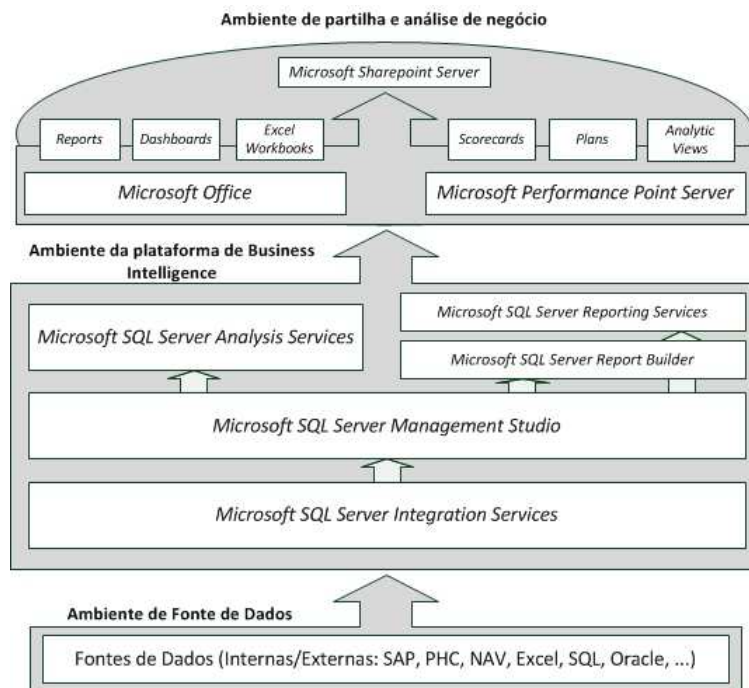 Ambiente de partilha e análise de negócio
Microsoft Sharepoint Server
Reports
Dashboards
Excel
Workbooks
Scorecards
Plans
Analytic
Views
Microsoft Office
Microsoft Performance Point Server
Ambiente da plataforma de Business
Intelligence
Microsoft SQL Server Analysis Services
Microsoft SQL Server Reporting Services
Microsoft SQL Server Report Builder
Microsoft SQL Server Management Studio
Microsoft SQL Server Integration Services
Ambiente de Fonte de Dados
Fontes de Dados (Internas/Externas: SAP, PHC, NAV, Excel, SQL, Oracle, ...)